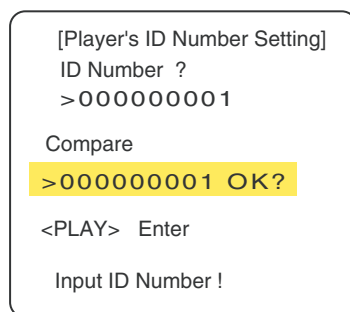 [Player's ID Number Setting]
ID Number ?
>000000001
Compare
>000000001 OK?
<PLAY> Enter
Input ID Number !